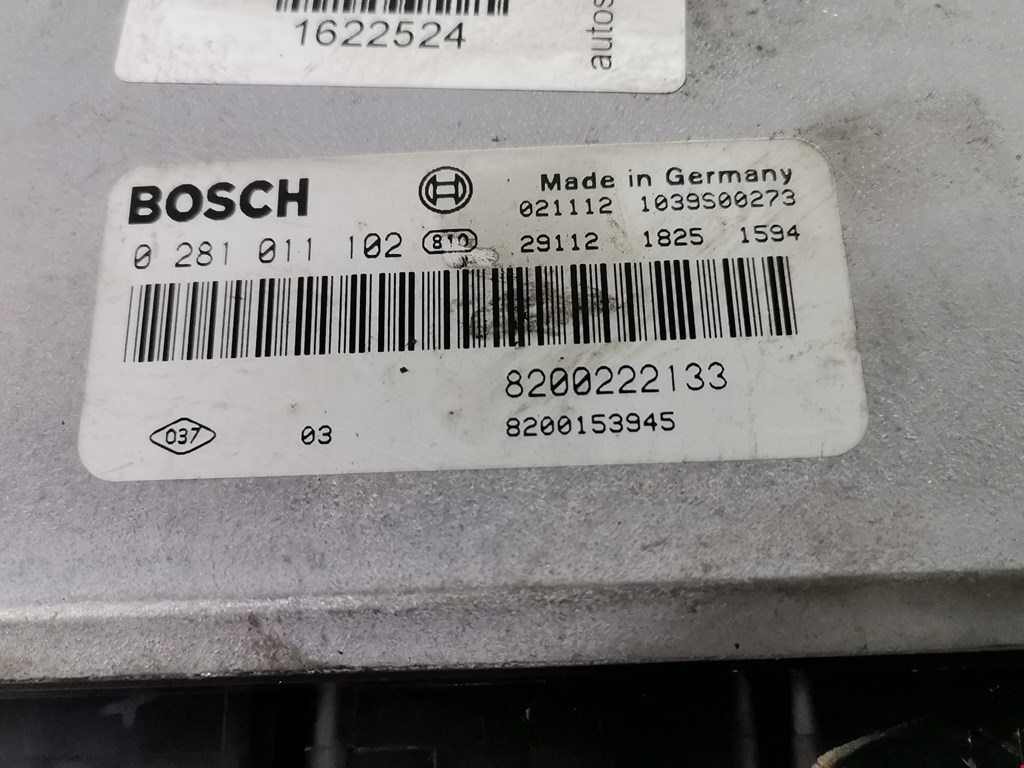 1622524
autos
BOSCH
Made in Germany
021112 1039S00273
0 281 011 102 810 29112 1825 1594
8200222133
037 03 8200153945